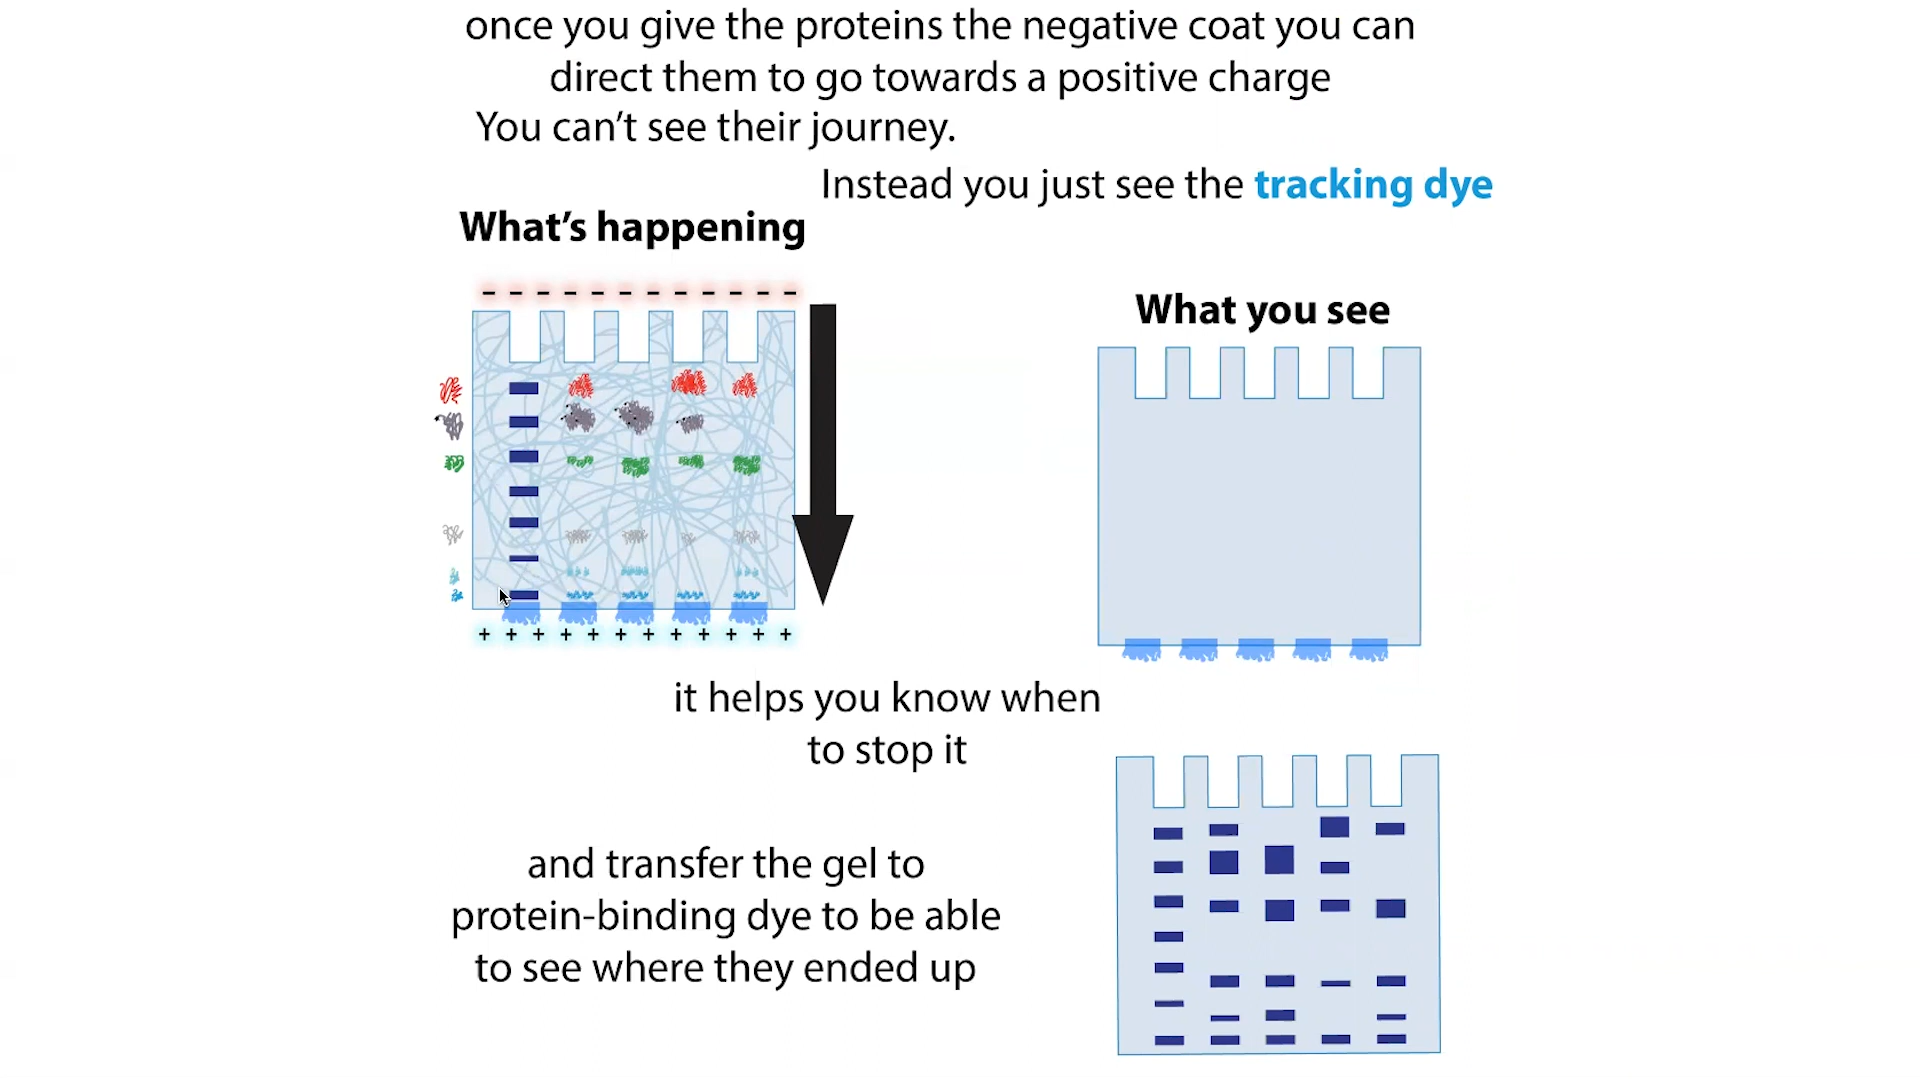 once you give the proteins the negative coat you can
direct them to go towards a positive charge
You can’t see their journey.
Instead you just see the tracking dye
What’s happening
- - - - - - - - - - - -
What you see
+ + + + + + + + + + + +
it helps you know when
to stop it
and transfer the gel to
protein-binding dye to be able
to see where they ended up